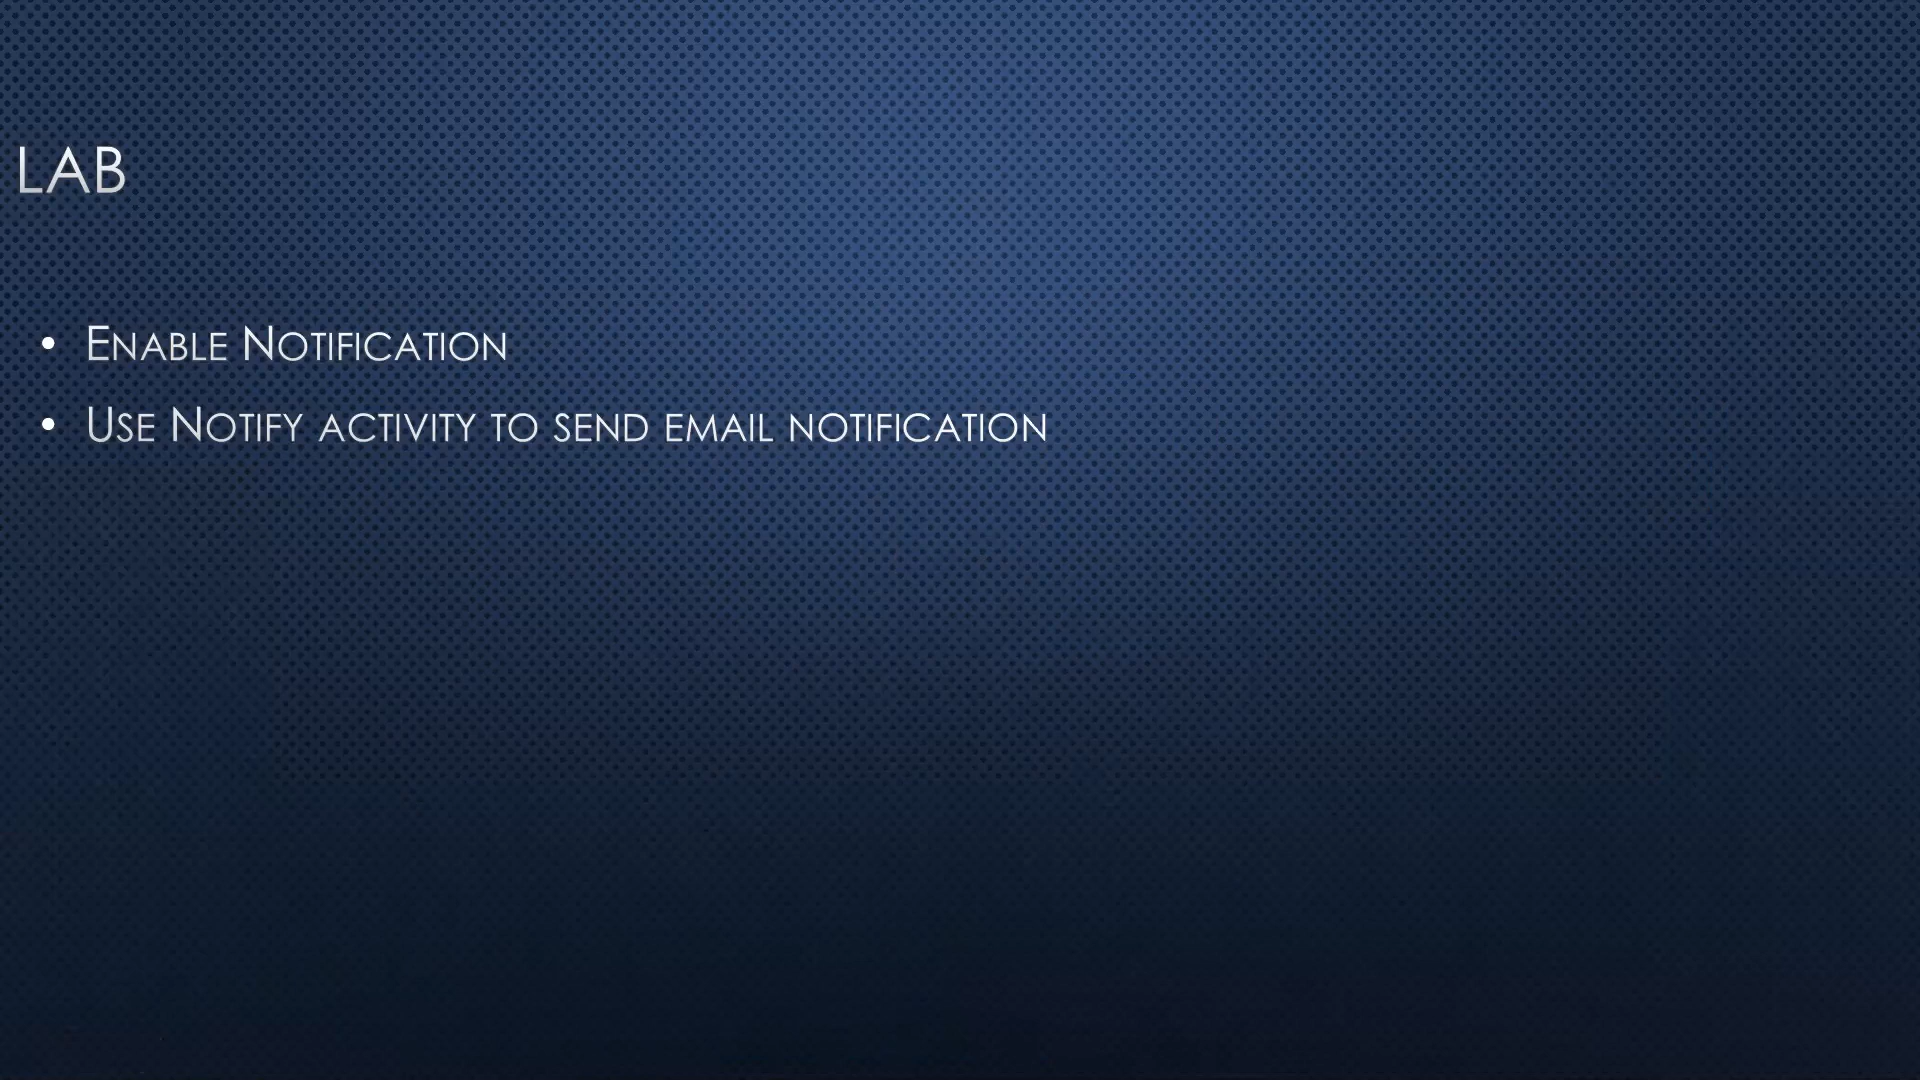 LAB
• Enable Notification
• Use Notify activity to send email notification